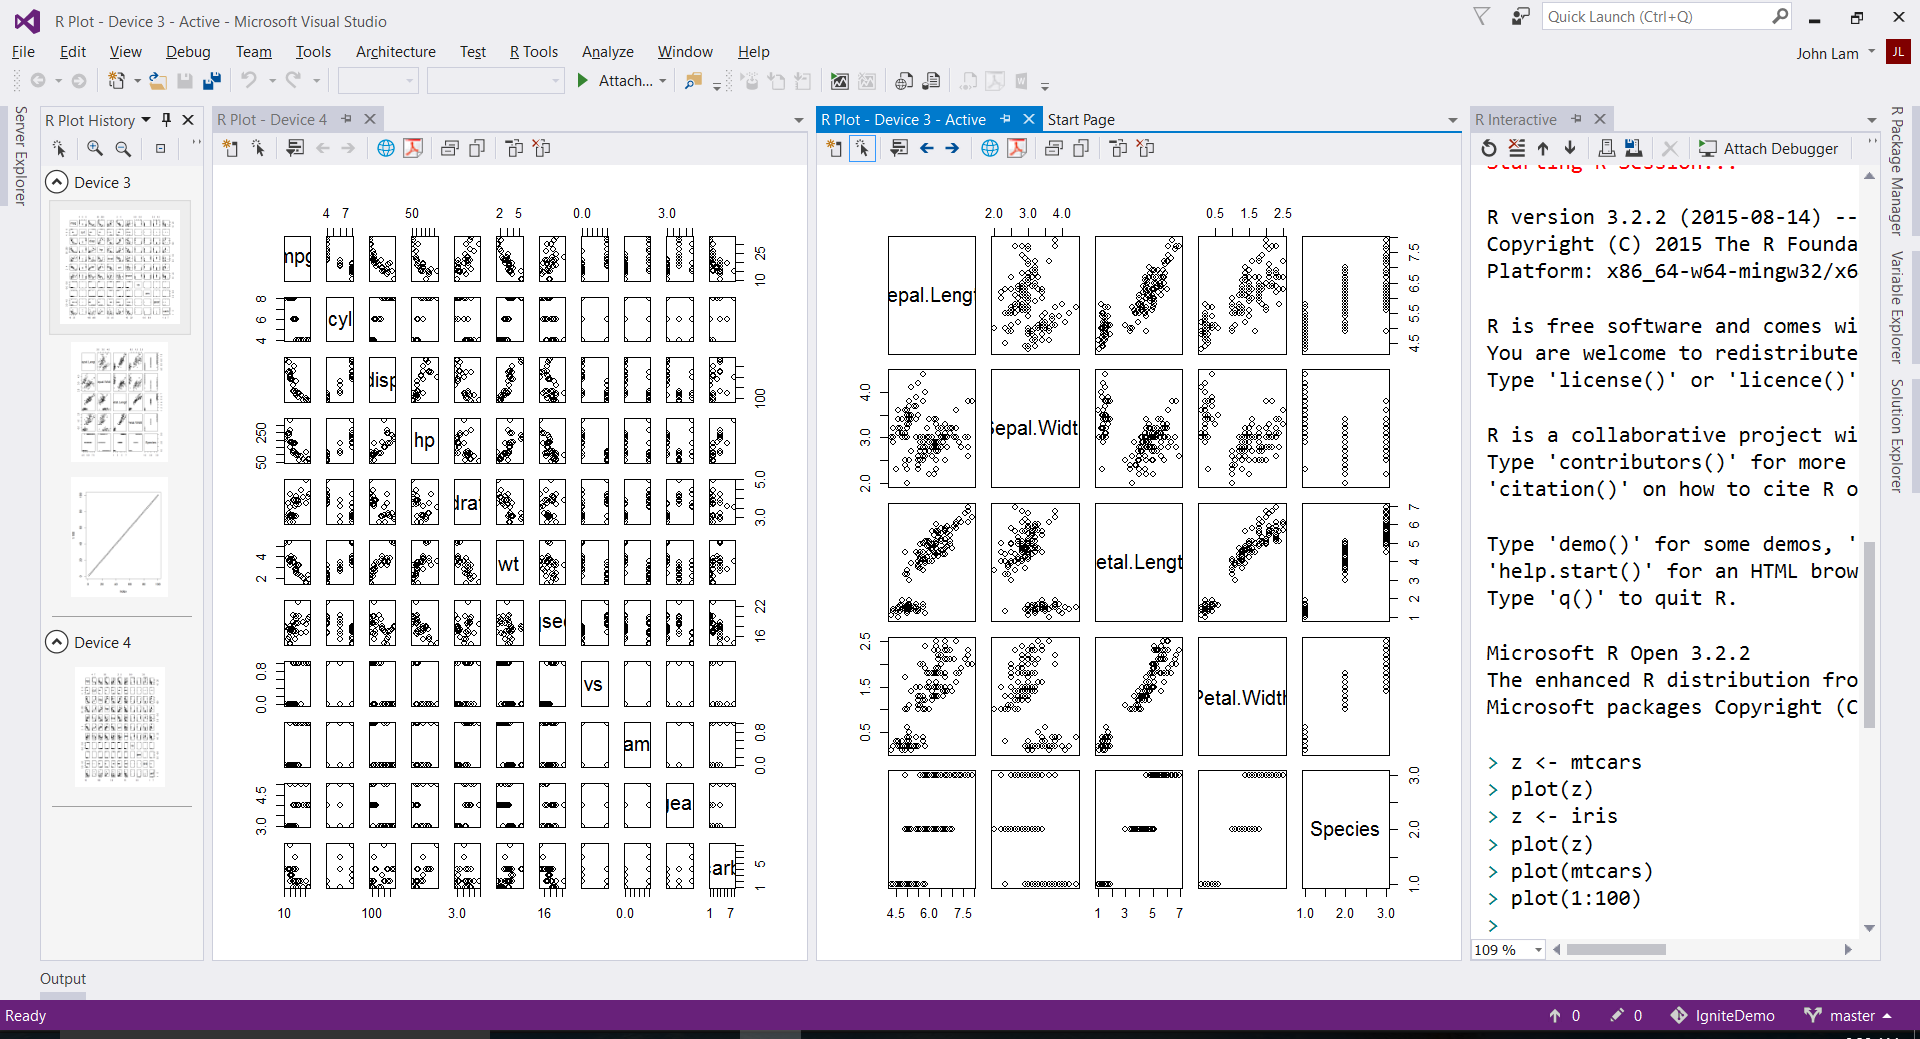 R Plot - Device 3 - Active - Microsoft Visual Studio
Quick Launch (Ctrl+Q)
File Edit View Debug Team Tools Architecture Test R Tools Analyze Window Help
John Lam JL
Attach...
Server Explorer
R Plot History
Device 3
Device 4
R Plot - Device 4
4 7 50 2 5 0.0 3.0
mpg
25
10
8
6
4
cyl
disp
100
250
50
hp
drat
5.0
3.0
4
2
wt
qsec
22
16
0.8
0.0
vs
am
0.8
0.0
4.5
3.0
gea
carb
5
1
10 100 3.0 16 0.0 1 7
R Plot - Device 3 - Active
Start Page
2.0 3.0 4.0 0.5 1.5 2.5
epal.Lengt
7.5
6.5
5.5
4.5
4.0
3.0
2.0
Sepal.Widt
etal.Lengt
7
6
5
4
3
2
1
2.5
1.5
0.5
Petal.Width
Species
3.0
2.0
1.0
4.5 6.0 7.5 1 3 5 7 1.0 2.0 3.0
R Interactive
Attach Debugger
Starting R Session...
R version 3.2.2 (2015-08-14) --
Copyright (C) 2015 The R Founda
Platform: x86_64-w64-mingw32/x6
R is free software and comes wi
You are welcome to redistribute
Type 'license()' or 'licence()'
R is a collaborative project wi
Type 'contributors()' for more
'citation()' on how to cite R o
Type 'demo()' for some demos, '
'help.start()' for an HTML brow
Type 'q()' to quit R.
Microsoft R Open 3.2.2
The enhanced R distribution fro
Microsoft packages Copyright (C
> z <- mtcars
> plot(z)
> z <- iris
> plot(z)
> plot(mtcars)
> plot(1:100)
>
109 %
R Package Manager
Variable Explorer
Solution Explorer
Output
Ready
0 0 IgniteDemo master